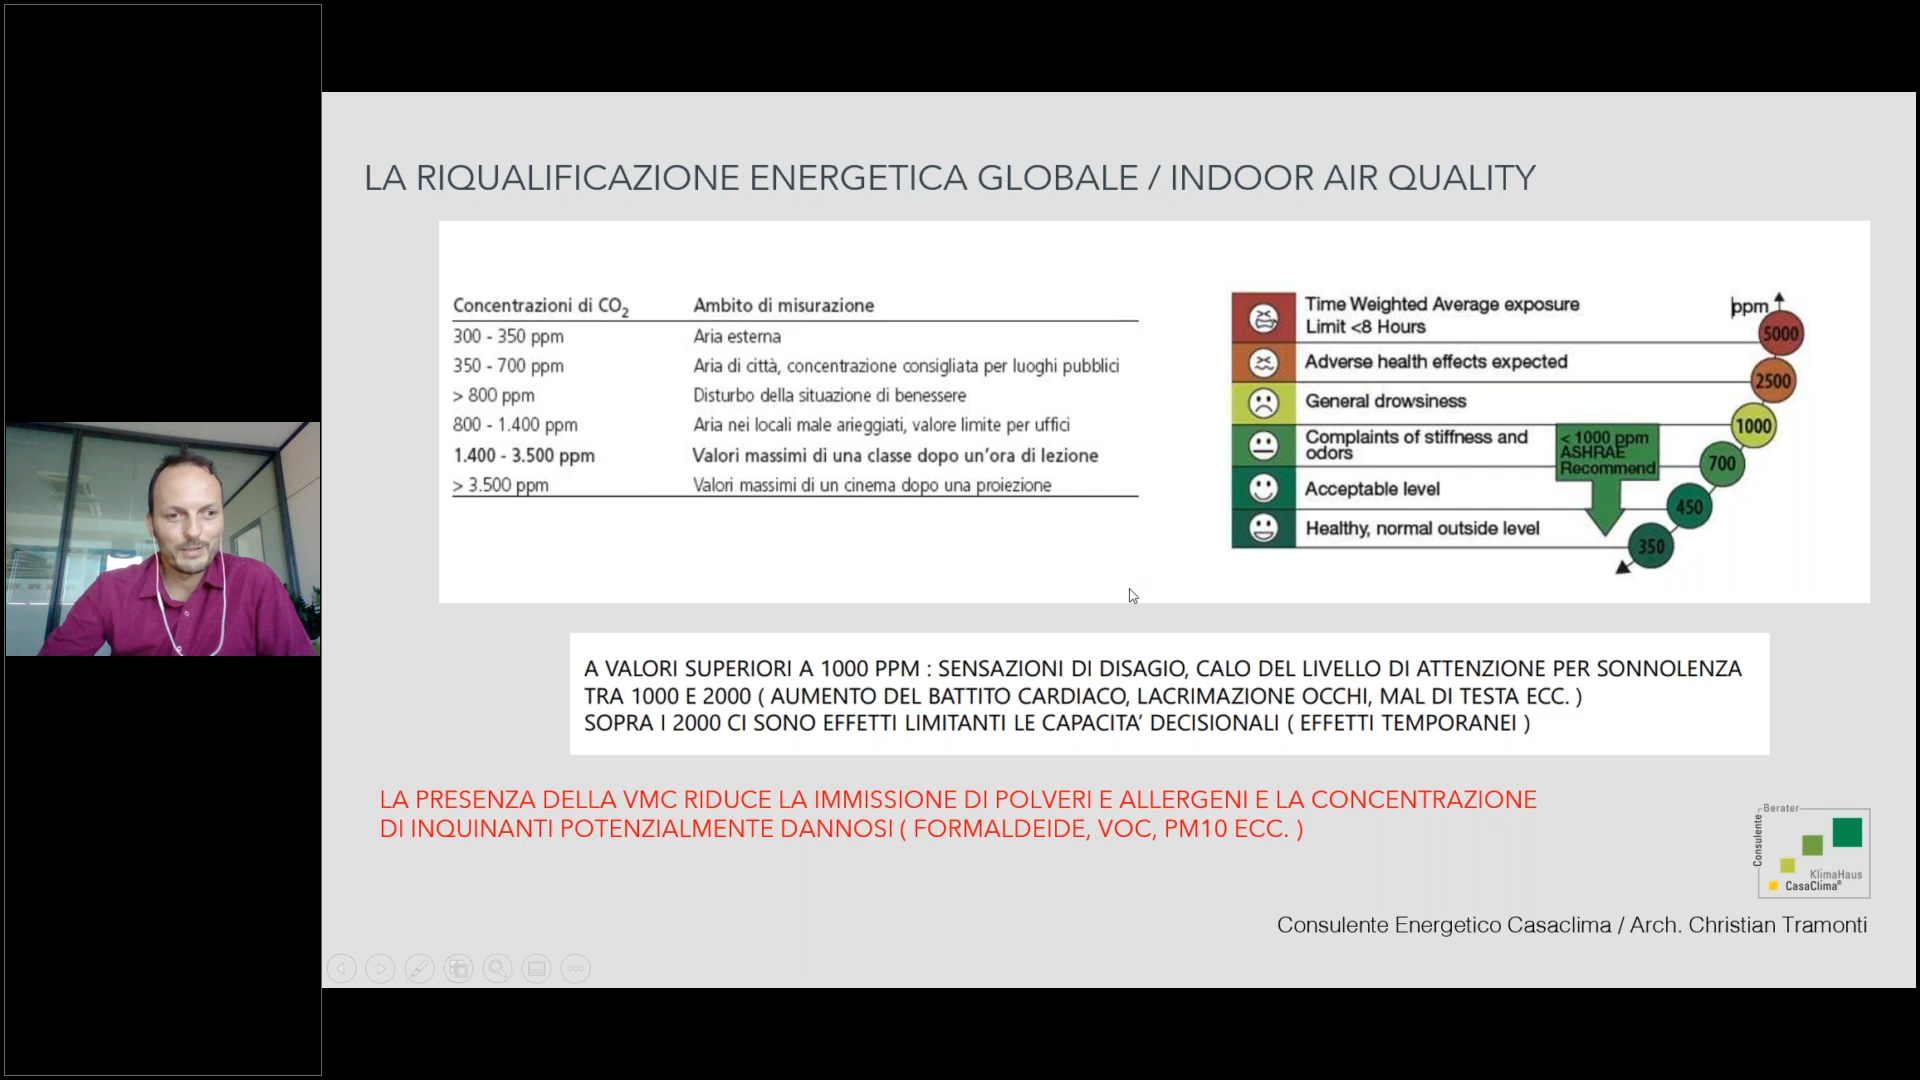 LA RIQUALIFICAZIONE ENERGETICA GLOBALE / INDOOR AIR QUALITY
Concentrazioni di CO2 Ambito di misurazione
300 - 350 ppm Aria esterna
350 - 700 ppm Aria di città, concentrazione consigliata per luoghi pubblici
> 800 ppm Disturbo della situazione di benessere
800 - 1.400 ppm Aria nei locali male arieggiati, valore limite per uffici
1.400 - 3.500 ppm Valori massimi di una classe dopo un'ora di lezione
> 3.500 ppm Valori massimi di un cinema dopo una proiezione
Time Weighted Average exposure
Limit <8 Hours
Adverse health effects expected
General drowsiness
Complaints of stiffness and
odors
Acceptable level
Healthy, normal outside level
< 1000 ppm
ASHRAE
Recommend
ppm
5000
2500
1000
700
450
350
A VALORI SUPERIORI A 1000 PPM : SENSAZIONI DI DISAGIO, CALO DEL LIVELLO DI ATTENZIONE PER SONNOLENZA
TRA 1000 E 2000 ( AUMENTO DEL BATTITO CARDIACO, LACRIMAZIONE OCCHI, MAL DI TESTA ECC. )
SOPRA I 2000 CI SONO EFFETTI LIMITANTI LE CAPACITA' DECISIONALI ( EFFETTI TEMPORANEI )
LA PRESENZA DELLA VMC RIDUCE LA IMMISSIONE DI POLVERI E ALLERGENI E LA CONCENTRAZIONE
DI INQUINANTI POTENZIALMENTE DANNOSI ( FORMALDEIDE, VOC, PM10 ECC. )
Berater
Consulente
KlimaHaus
CasaClima®
Consulente Energetico Casaclima / Arch. Christian Tramonti